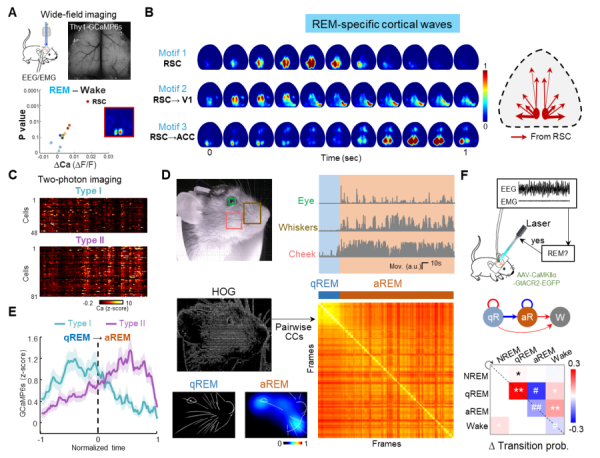 A
Wide-field imaging
Thy1-GCaMP6s
EEG/EMG
REM – Wake
RSC
P value
0.0001
0.001
0.01
0.1
1
-0.01
0
0.01
0.03
ΔCa (ΔF/F)
B
REM-specific cortical waves
Motif 1
RSC
Motif 2
RSC→ V1
Motif 3
RSC→ACC
0
Time (sec)
1
1
0
From RSC
C
Two-photon imaging
Type I
Cells
1
48
Type II
Cells
1
81
-0.2
10
Ca (z-score)
D
Eye
Whiskers
Cheek
Mov. (a.u.)
10s
HOG
Pairwise
CCs
qREM
aREM
Frames
Frames
qREM
aREM
0
1
E
Type I
Type II
qREM → aREM
GCaMP6s (z-score)
1.6
1.2
0.8
0.4
0
-1
0
1
Normalized time
F
EEG
EMG
Laser
yes
REM?
AAV-CaMKIIα
-GtACR2-EGFP
qR
aR
W
NREM
qREM
aREM
Wake
NREM
qREM
aREM
Wake
*
**
#
*
##
**
*
0.3
-0.3
Δ Transition prob.